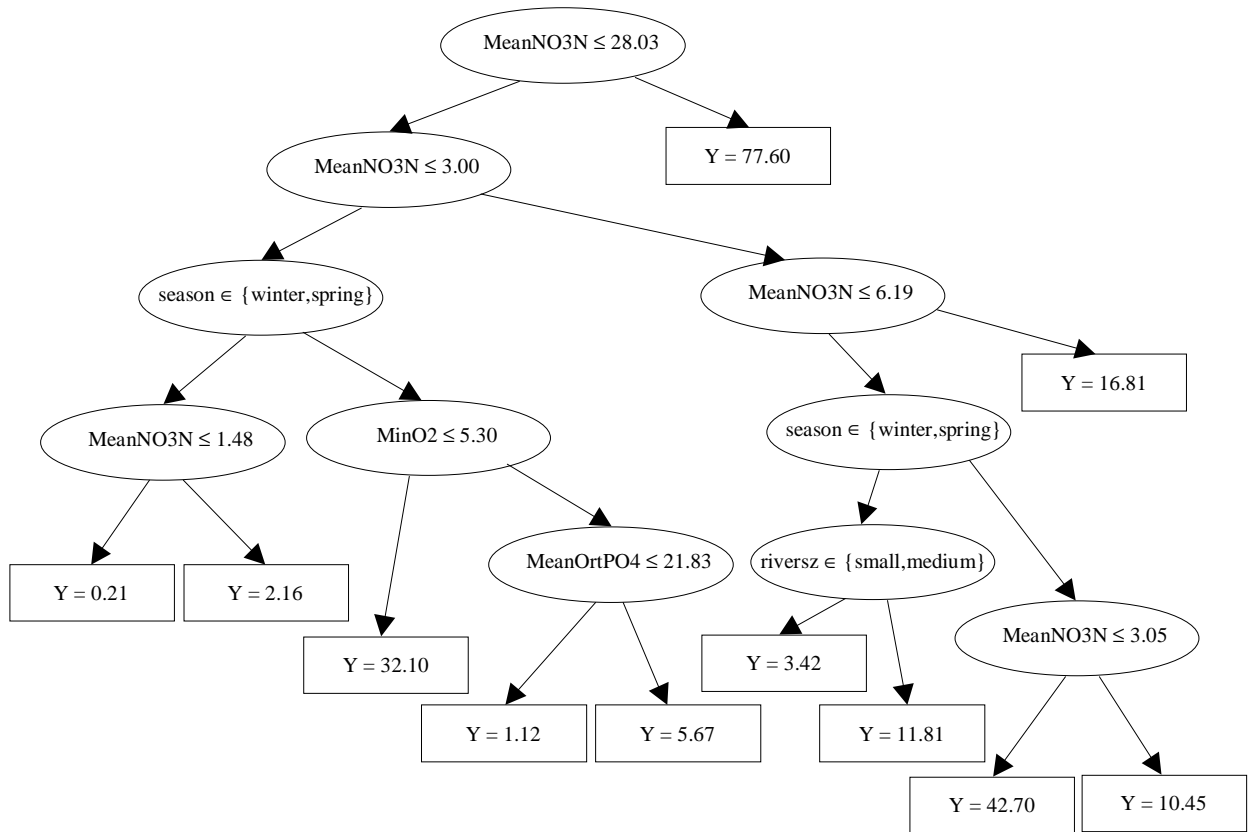 MeanNO3N ≤ 28.03
Y = 77.60
MeanNO3N ≤ 3.00
season ∈ {winter,spring}
MeanNO3N ≤ 6.19
Y = 16.81
MeanNO3N ≤ 1.48
MinO2 ≤ 5.30
season ∈ {winter,spring}
MeanOrtPO4 ≤ 21.83
riversz ∈ {small,medium}
Y = 0.21
Y = 2.16
MeanNO3N ≤ 3.05
Y = 32.10
Y = 3.42
Y = 1.12
Y = 5.67
Y = 11.81
Y = 42.70
Y = 10.45